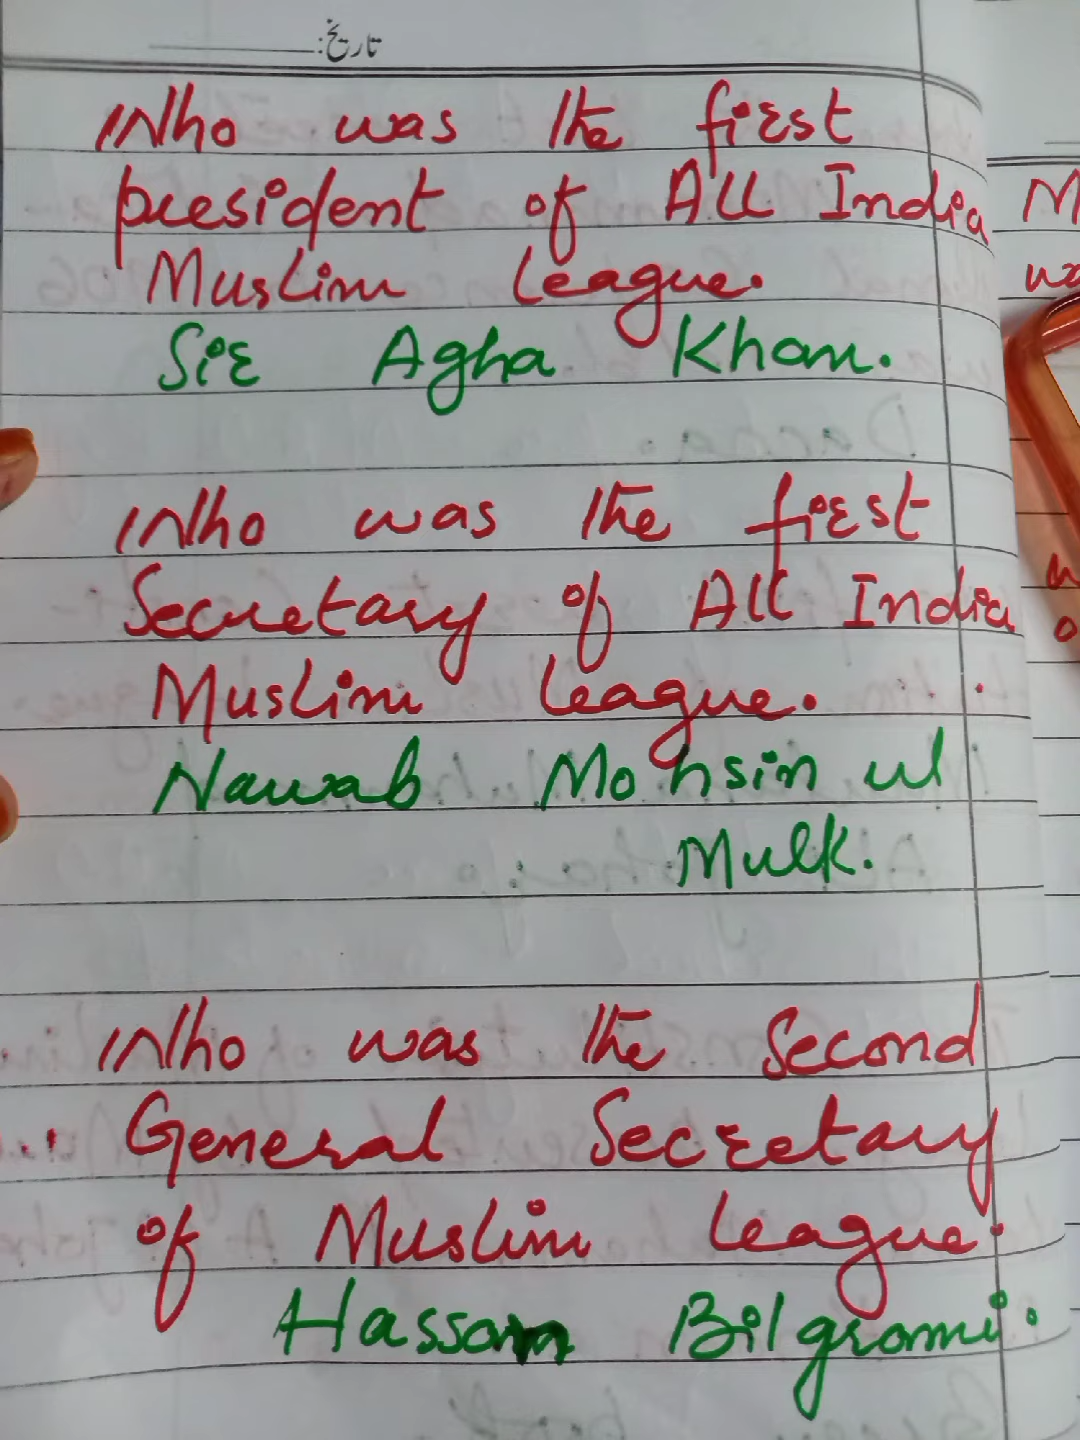 تاریخ:
Who was the first
president of All India
Muslim league.
Sir Agha Khan.
Who was the first
Secretary of All India
Muslim league.
Nawab Mohsin ul
Mulk.
Who was the Second
General Secretary
of Muslim league.
Hassan Bilgrami.